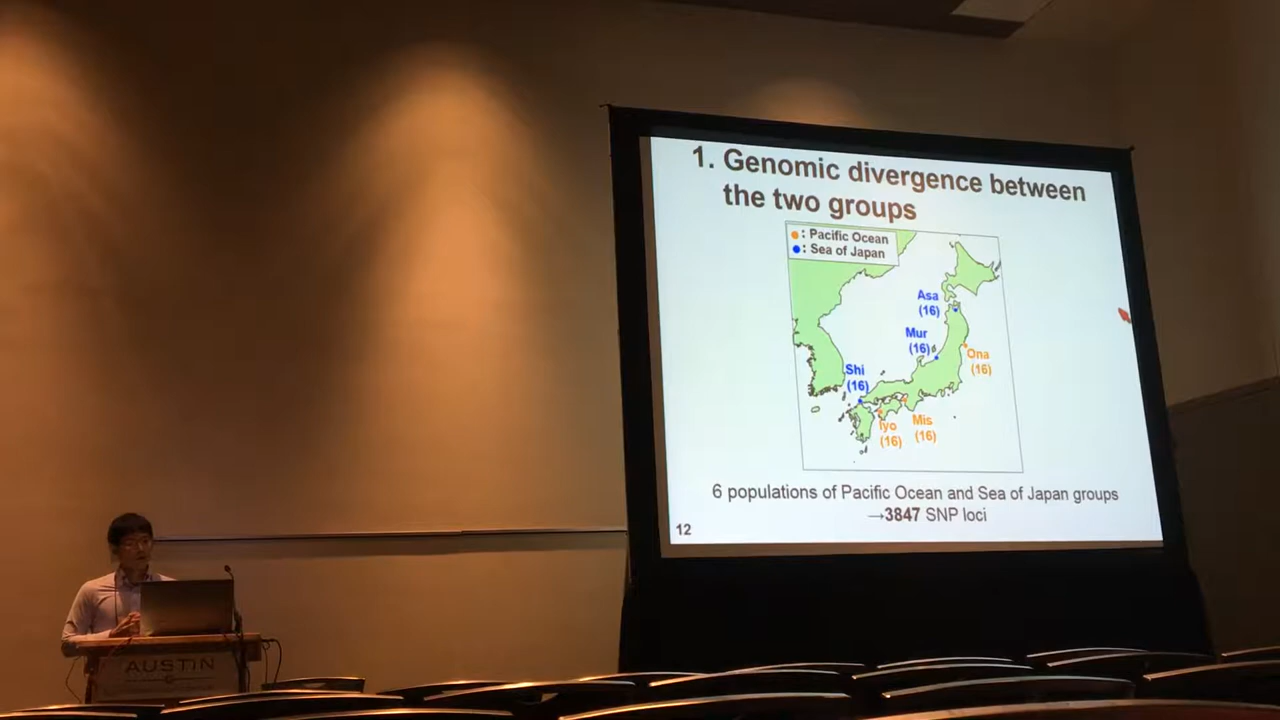 1. Genomic divergence between
the two groups
: Pacific Ocean
: Sea of Japan
Asa
(16)
Mur
(16)
Ona
(16)
Shi
(16)
Iyo
(16)
Mis
(16)
6 populations of Pacific Ocean and Sea of Japan groups
→3847 SNP loci
12
AUSTIN